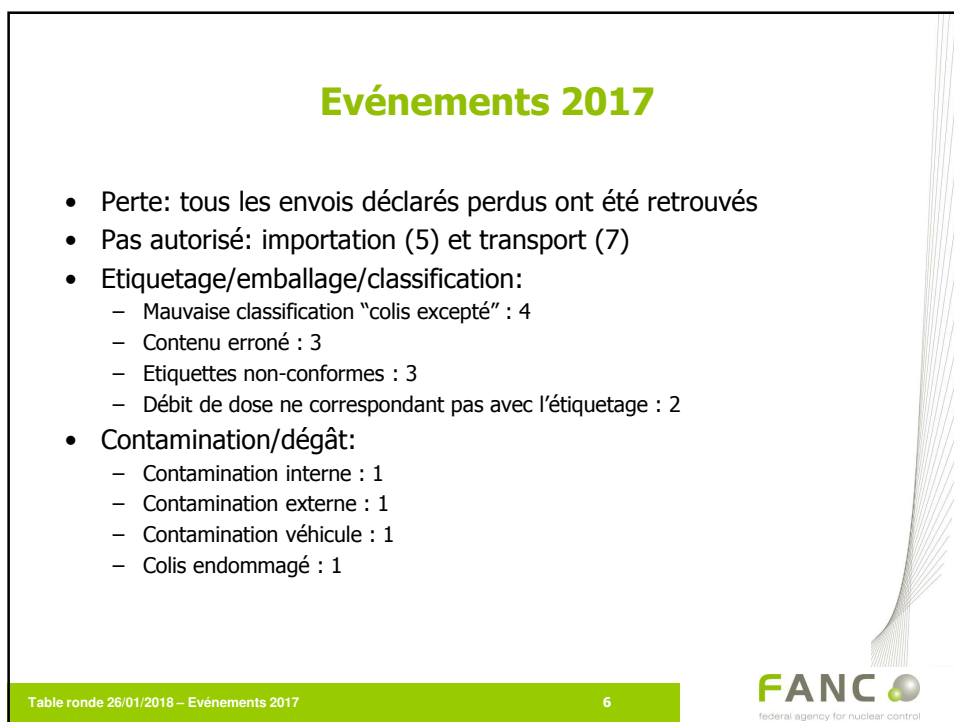 Evénements 2017
• Perte: tous les envois déclarés perdus ont été retrouvés
• Pas autorisé: importation (5) et transport (7)
• Etiquetage/emballage/classification:
– Mauvaise classification “colis excepté” : 4
– Contenu erroné : 3
– Etiquettes non-conformes : 3
– Débit de dose ne correspondant pas avec l’étiquetage : 2
• Contamination/dégât:
– Contamination interne : 1
– Contamination externe : 1
– Contamination véhicule : 1
– Colis endommagé : 1
Table ronde 26/01/2018 – Evénements 2017 6
FANC
federal agency for nuclear control